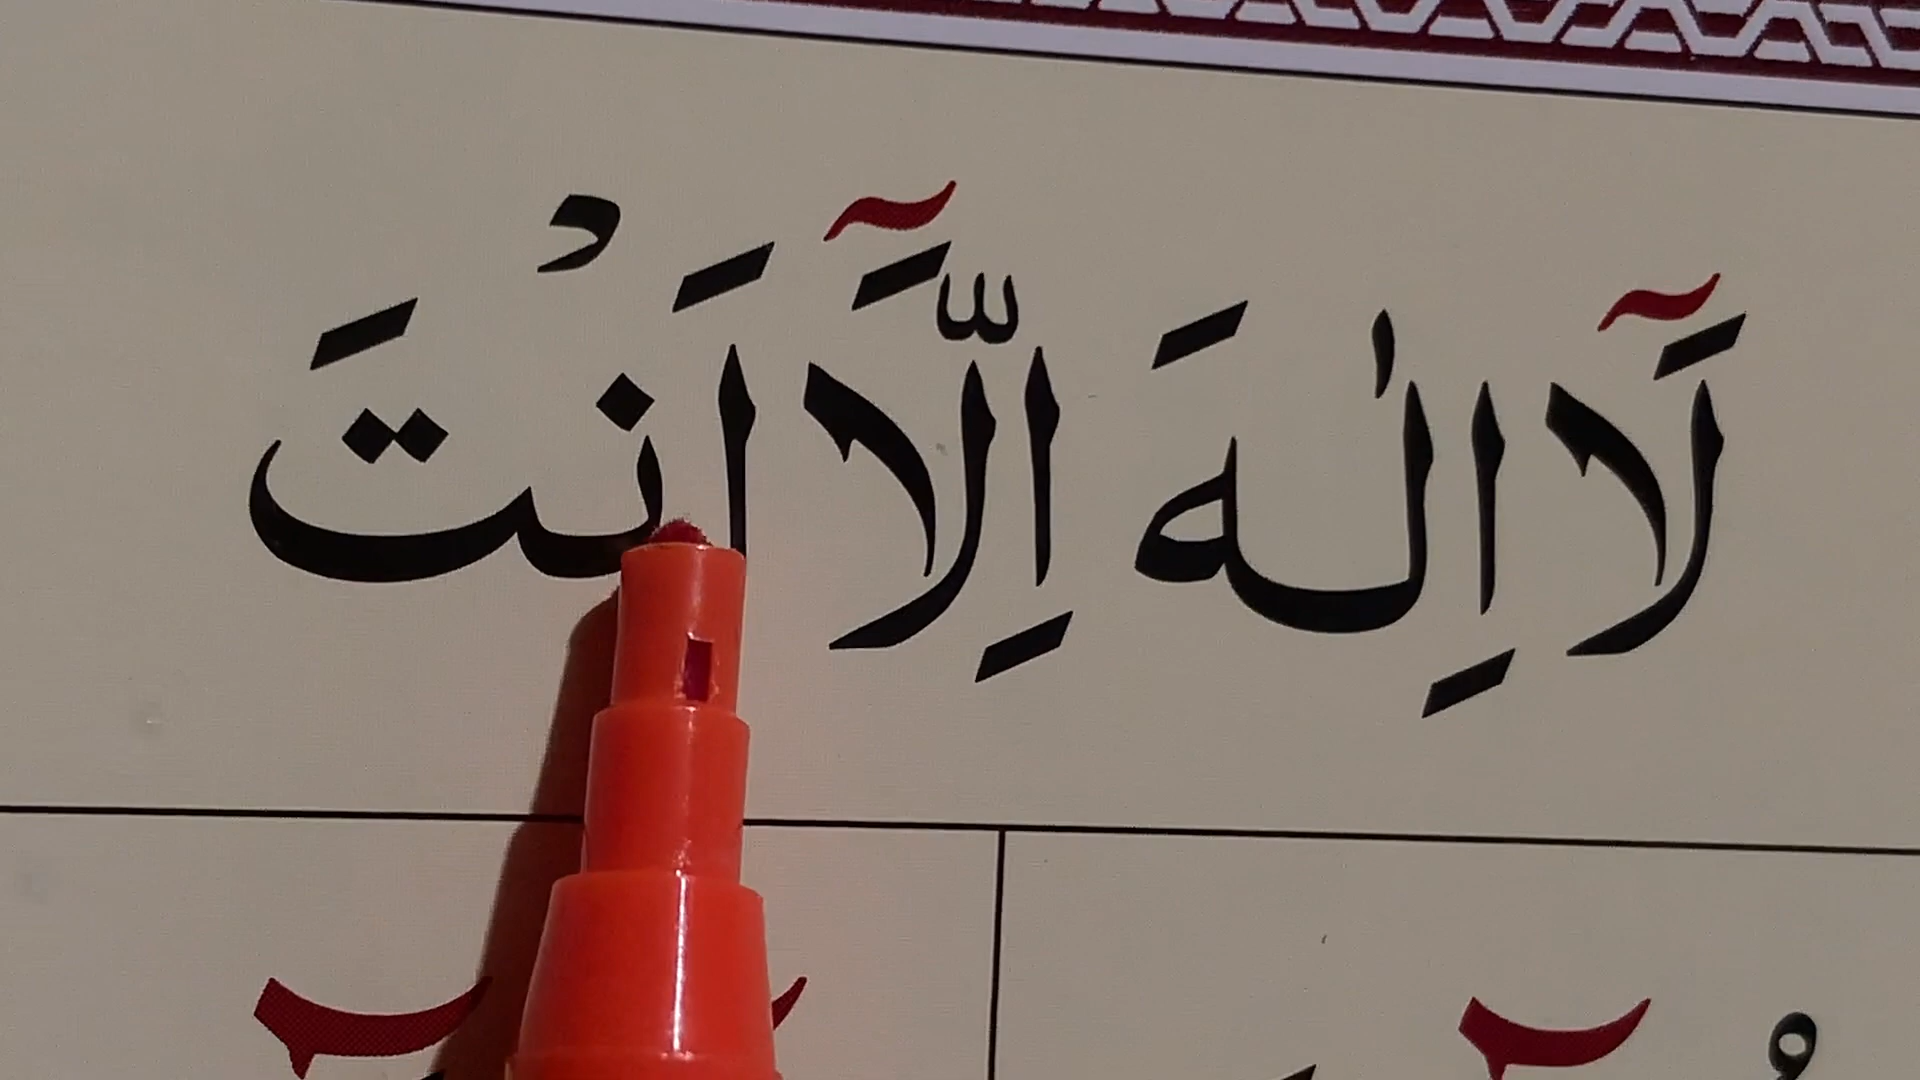 لَآ اِلٰهَ اِلَّآ اَنْتَ